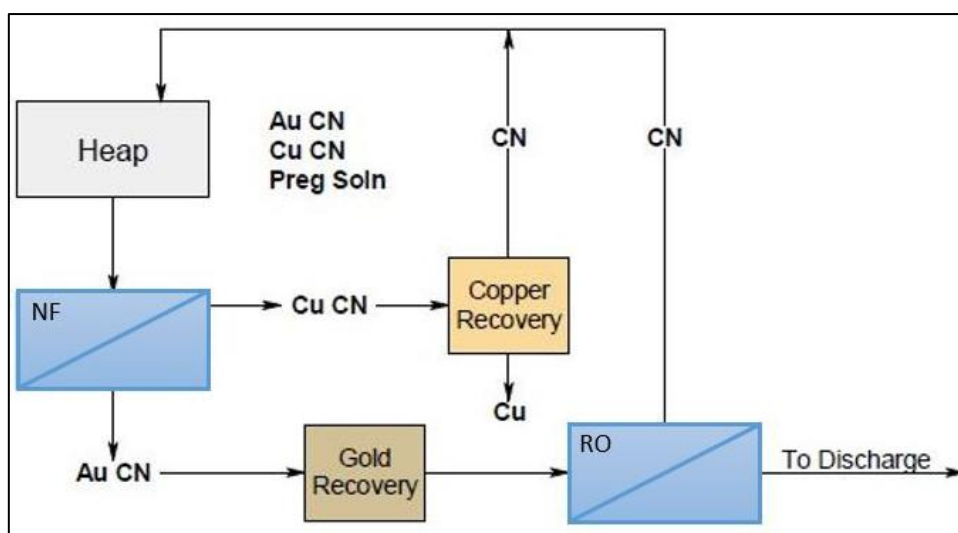 Heap
Au CN
Cu CN
Preg Soln
CN
CN
NF
Cu CN
Copper
Recovery
Cu
Au CN
Gold
Recovery
RO
To Discharge